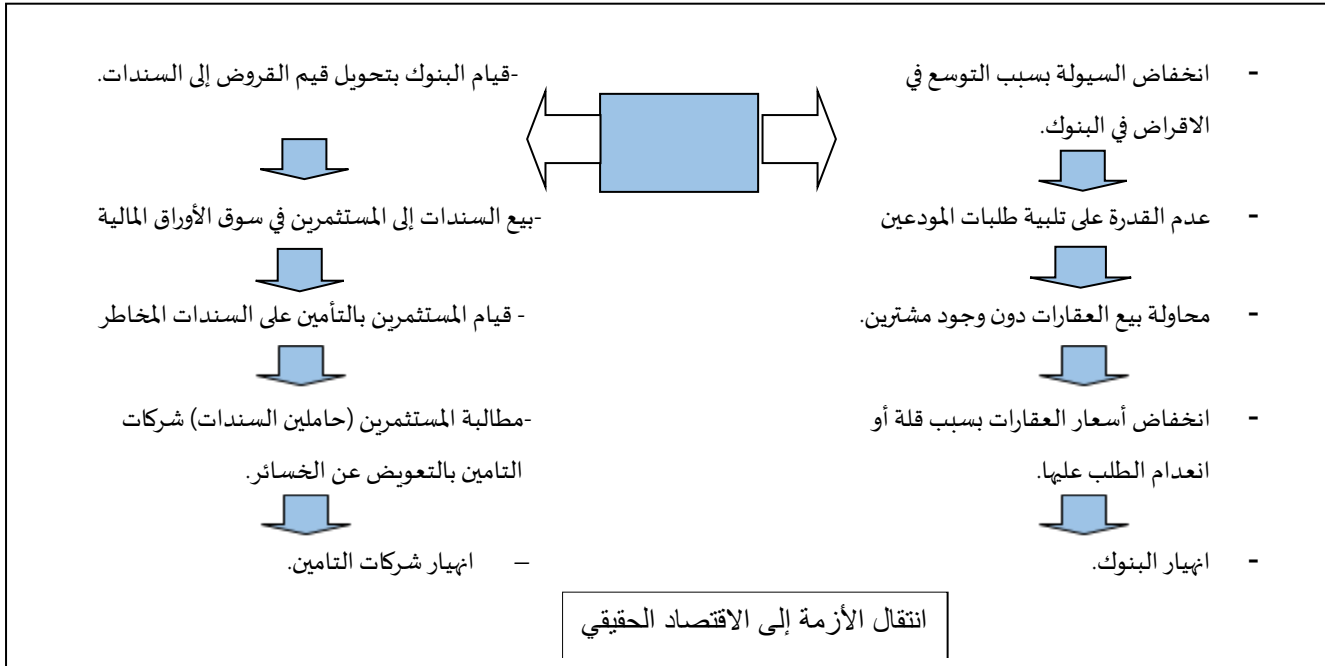 - انخفاض السيولة بسبب التوسع في
الاقراض في البنوك.
- عدم القدرة على تلبية طلبات المودعين
- محاولة بيع العقارات دون وجود مشترين.
- انخفاض أسعار العقارات بسبب قلة أو
انعدام الطلب عليها.
- انهيار البنوك.
-قيام البنوك بتحويل قيم القروض إلى السندات.
-بيع السندات إلى المستثمرين في سوق الأوراق المالية
- قيام المستثمرين بالتأمين على السندات المخاطر
-مطالبة المستثمرين (حاملين السندات) شركات
التامين بالتعويض عن الخسائر.
– انهيار شركات التامين.
انتقال الأزمة إلى الاقتصاد الحقيقي